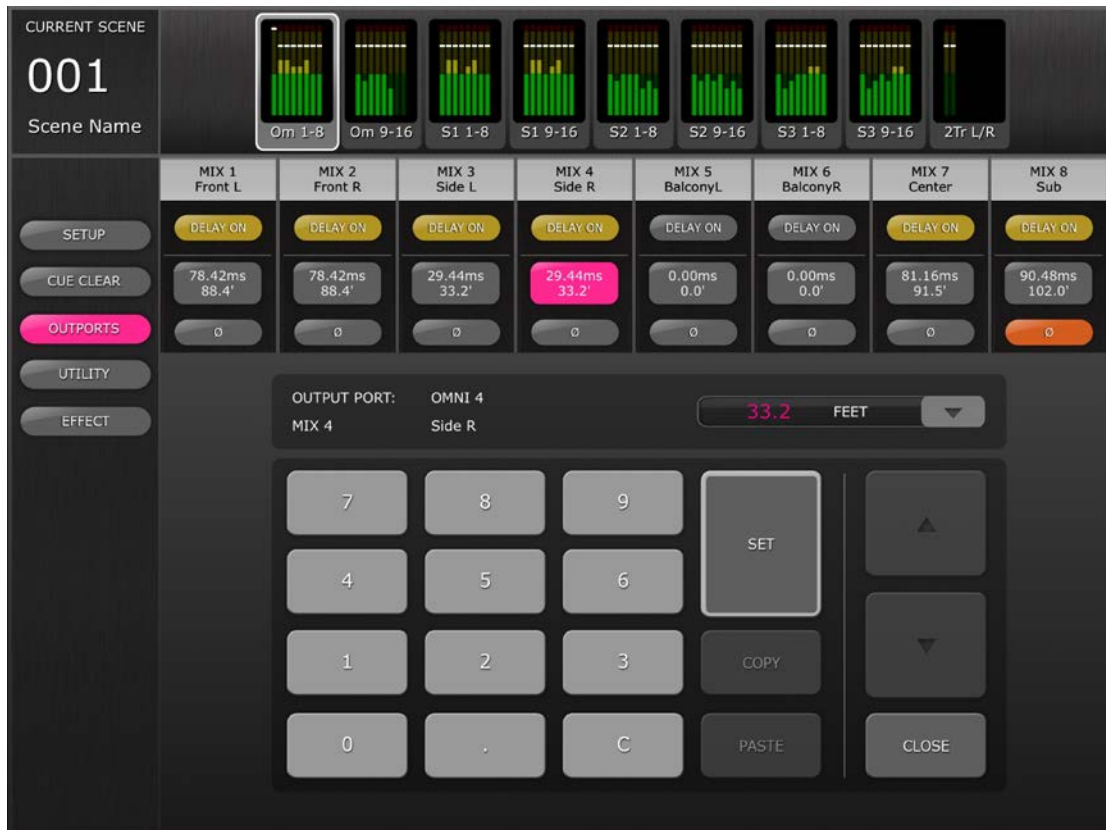 CURRENT SCENE
001
Scene Name
Om 1-8 Om 9-16 S1 1-8 S1 9-16 S2 1-8 S2 9-16 S3 1-8 S3 9-16 2Tr L/R
MIX 1 MIX 2 MIX 3 MIX 4 MIX 5 MIX 6 MIX 7 MIX 8
Front L Front R Side L Side R BalconyL BalconyR Center Sub
SETUP
CUE CLEAR
OUTPORTS
UTILITY
EFFECT
DELAY ON DELAY ON DELAY ON DELAY ON DELAY ON DELAY ON DELAY ON DELAY ON
78.42ms 78.42ms 29.44ms 29.44ms 0.00ms 0.00ms 81.16ms 90.48ms
88.4' 88.4' 33.2' 33.2' 0.0' 0.0' 91.5' 102.0'
Ø Ø Ø Ø Ø Ø Ø Ø
OUTPUT PORT: OMNI 4
MIX 4 Side R
33.2 FEET
7 8 9
SET
4 5 6
1 2 3 COPY
0 . C PASTE CLOSE